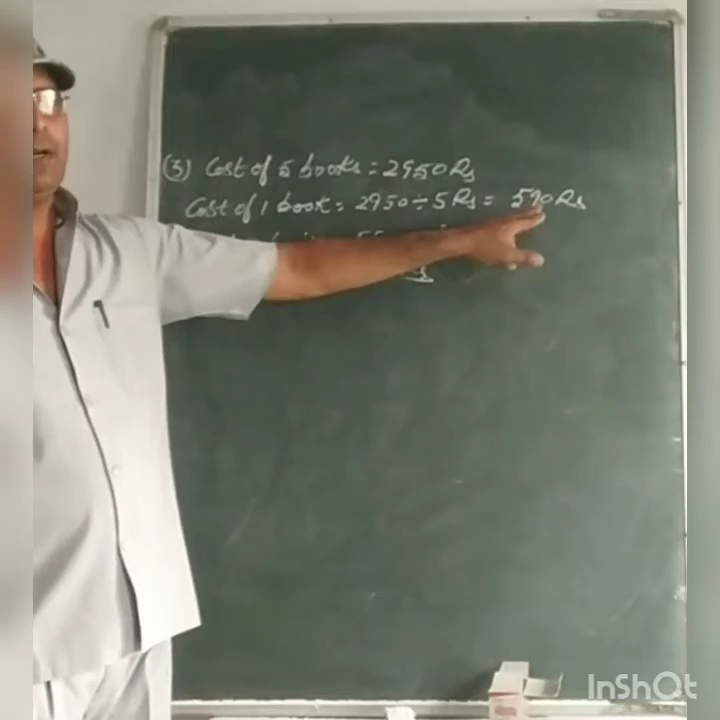 (3) Cost of 5 books = 2950 Rs
Cost of 1 book = 2950 ÷ 5 Rs = 590 Rs
InShOt